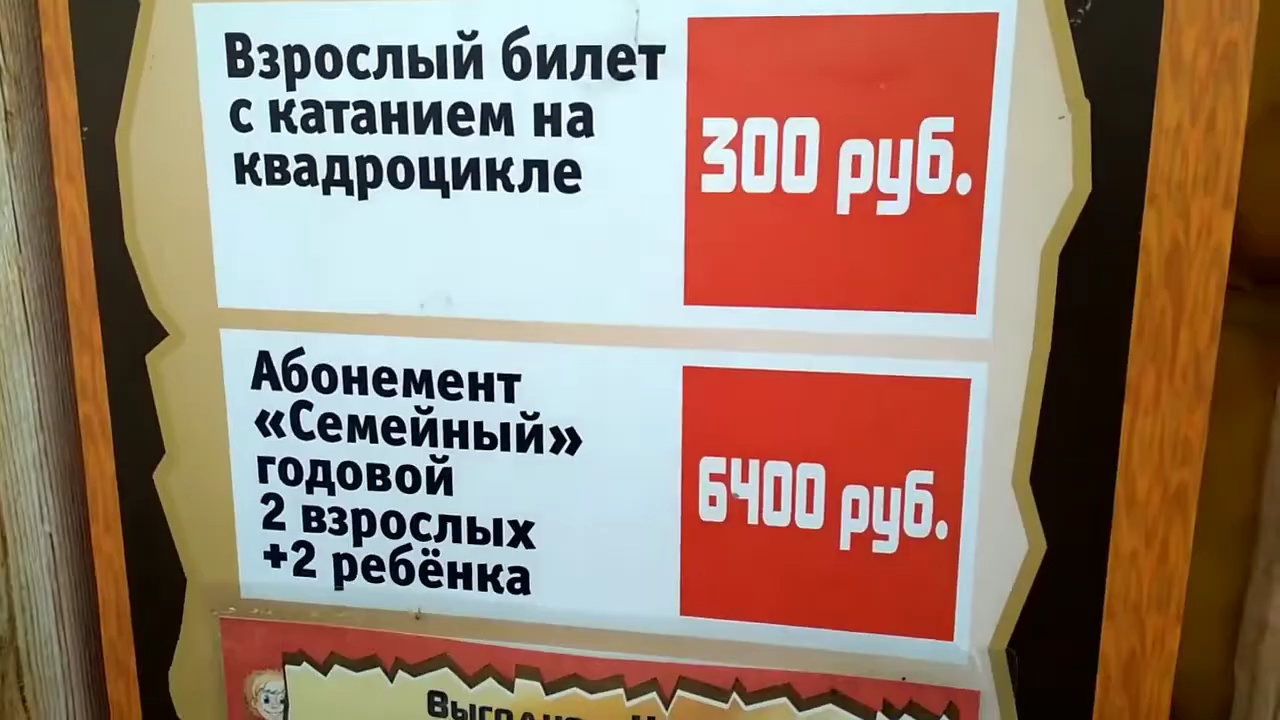 Взрослый билет
с катанием на
квадроцикле
300 руб.
Абонемент
«Семейный»
годовой
2 взрослых
+2 ребёнка
6400 руб.